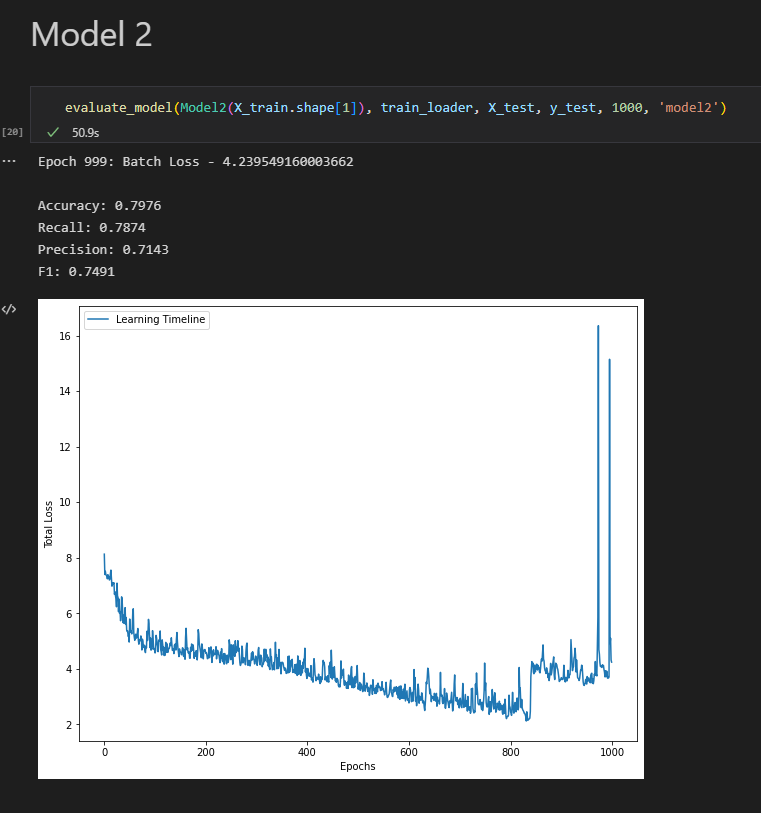 Model 2
evaluate_model(Model2(X_train.shape[1]), train_loader, X_test, y_test, 1000, 'model2')
[20]
50.9s
... Epoch 999: Batch Loss - 4.239549160003662
Accuracy: 0.7976
Recall: 0.7874
Precision: 0.7143
F1: 0.7491
</>
Learning Timeline
16
14
12
10
8
6
4
2
Total Loss
0 200 400 600 800 1000
Epochs